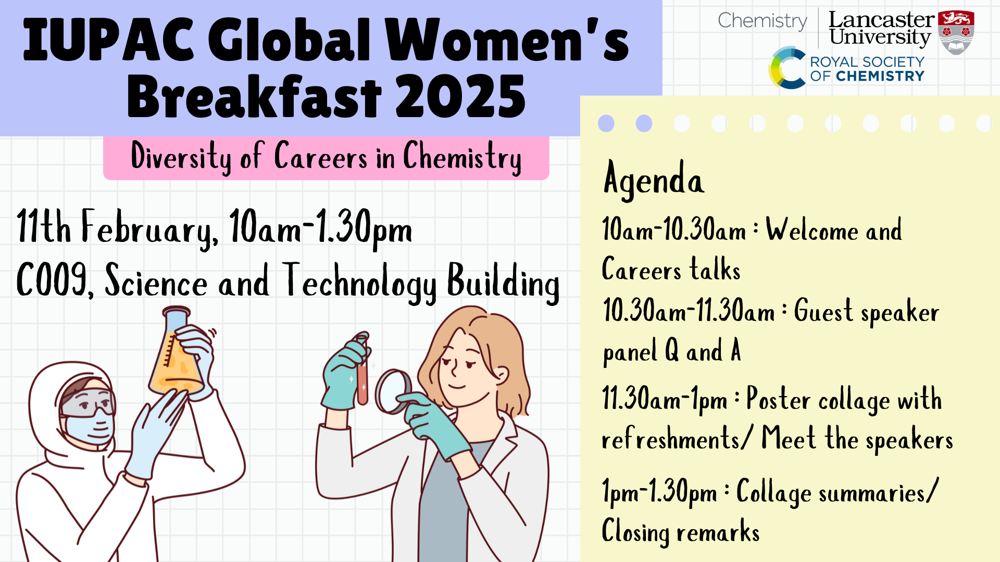 IUPAC Global Women's
Breakfast 2025
Diversity of Careers in Chemistry
11th February, 10am-1.30pm
C009, Science and Technology Building
Chemistry
Lancaster
University
ROYAL SOCIETY
OF CHEMISTRY
Agenda
10am-10.30am : Welcome and
Careers talks
10.30am-11.30am : Guest speaker
panel Q and A
11.30am-1pm : Poster collage with
refreshments/ Meet the speakers
1pm-1.30pm : Collage summaries/
Closing remarks